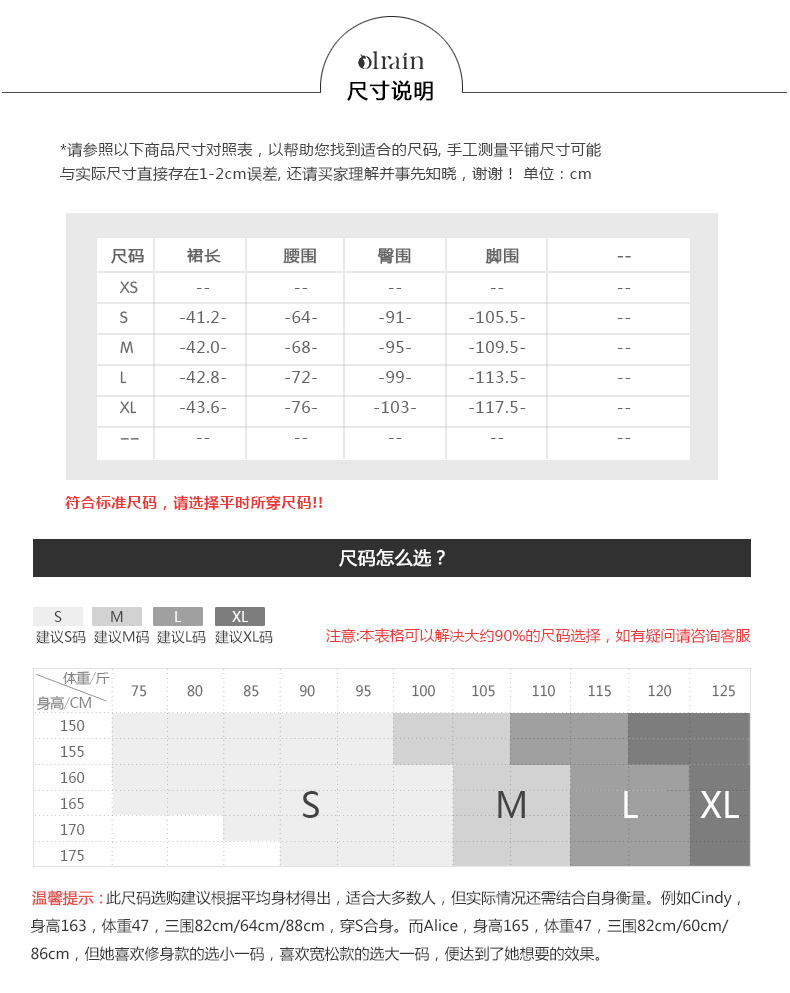 olrain
尺寸说明
*请参照以下商品尺寸对照表，以帮助您找到适合的尺码, 手工测量平铺尺寸可能
与实际尺寸直接存在1-2cm误差, 还请买家理解并事先知晓，谢谢！ 单位：cm
尺码 裙长 腰围 臀围 脚围 --
XS -- -- -- -- --
S -41.2- -64- -91- -105.5- --
M -42.0- -68- -95- -109.5- --
L -42.8- -72- -99- -113.5- --
XL -43.6- -76- -103- -117.5- --
-- -- -- -- -- --
符合标准尺码，请选择平时所穿尺码!!
尺码怎么选？
S M L XL
建议S码 建议M码 建议L码 建议XL码
注意:本表格可以解决大约90%的尺码选择，如有疑问请咨询客服
体重/斤
身高/CM
75 80 85 90 95 100 105 110 115 120 125
150
155
160
165
170
175
S M L XL
温馨提示 : 此尺码选购建议根据平均身材得出，适合大多数人，但实际情况还需结合自身衡量。例如Cindy，
身高163，体重47，三围82cm/64cm/88cm，穿S合身。而Alice，身高165，体重47，三围82cm/60cm/
86cm，但她喜欢修身款的选小一码，喜欢宽松款的选大一码，便达到了她想要的效果。